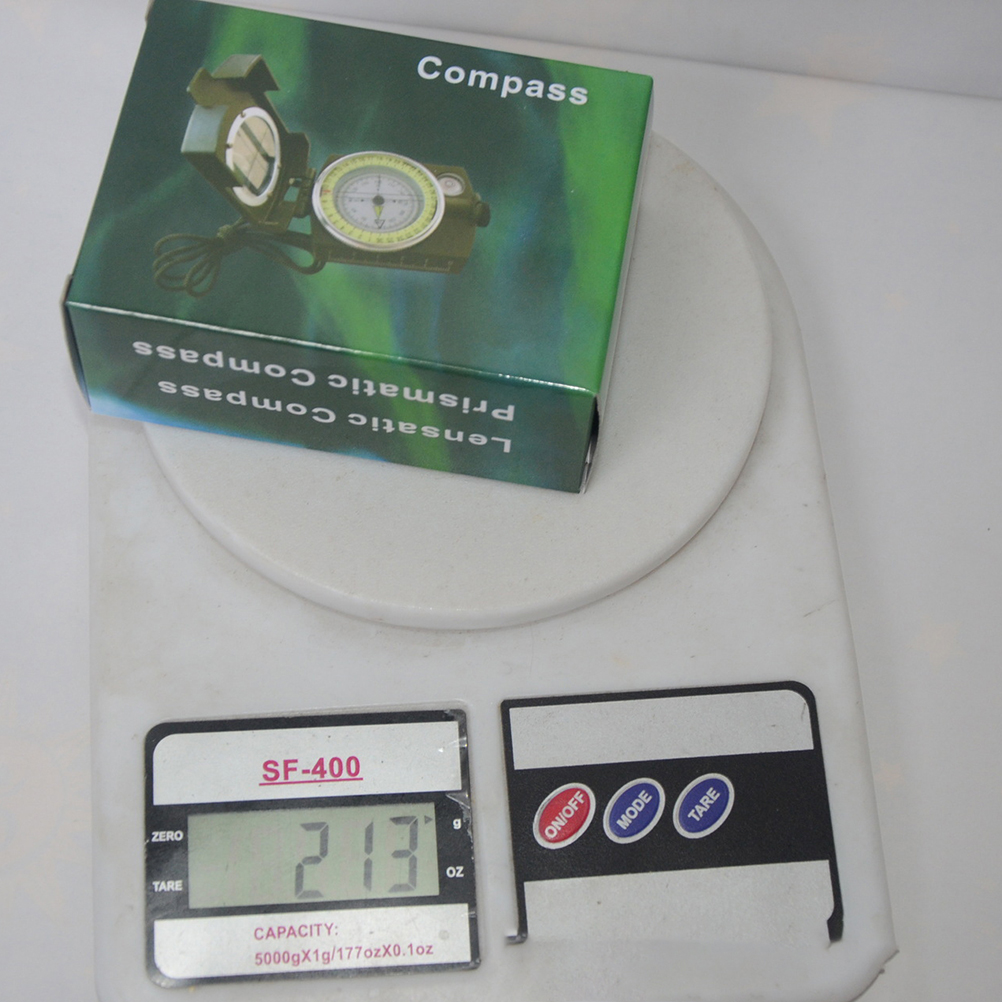 Compass
Prismatic Compass
Lensatic Compass
SF-400
ZERO
TARE
213
g
OZ
CAPACITY:
5000gX1g/177ozX0.1oz
ON/OFF
MODE
TARE